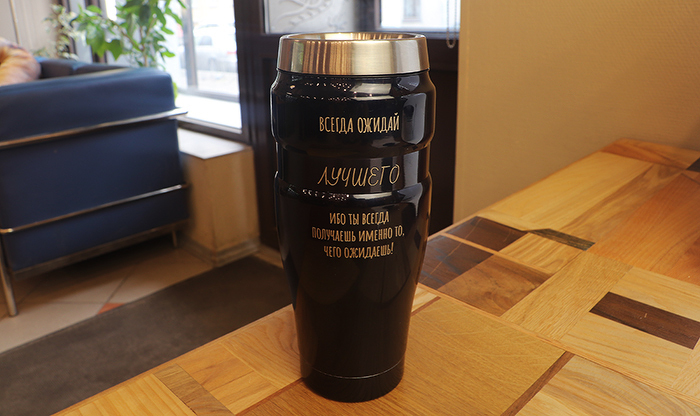 ВСЕГДА ОЖИДАЙ
ЛУЧШЕГО
ИБО ТЫ ВСЕГДА
ПОЛУЧАЕШЬ ИМЕННО ТО,
ЧЕГО ОЖИДАЕШЬ!